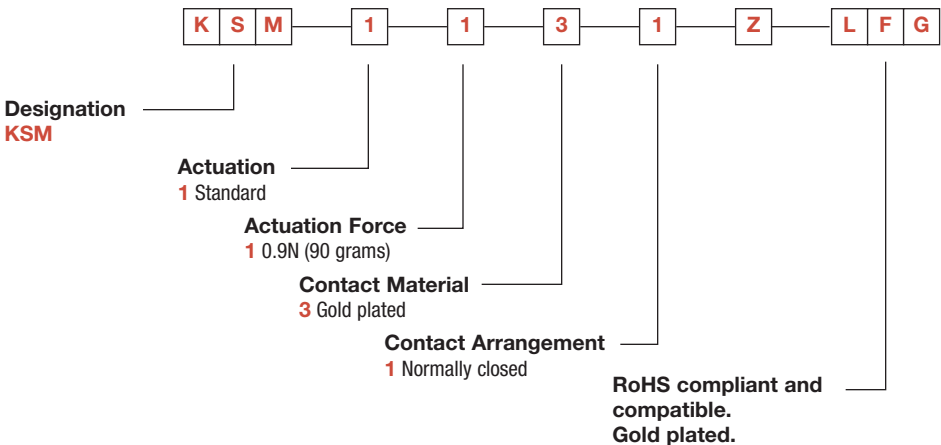 K S M 1 1 3 1 Z L F G
Designation
KSM
Actuation
1 Standard
Actuation Force
1 0.9N (90 grams)
Contact Material
3 Gold plated
Contact Arrangement
1 Normally closed
RoHS compliant and
compatible.
Gold plated.